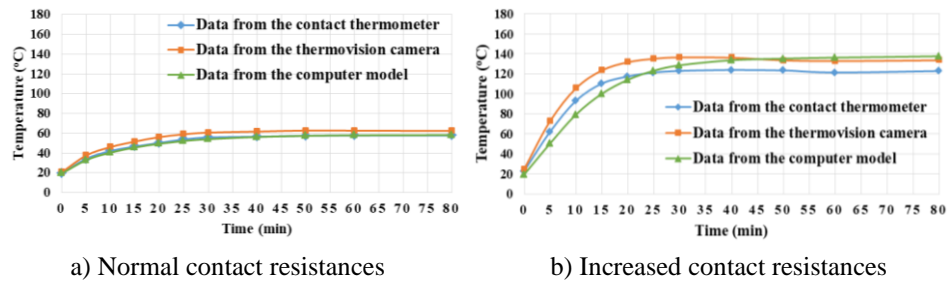 180
160
140
120
100
80
60
40
20
0
Temperature (°C)
Data from the contact thermometer
Data from the thermovision camera
Data from the computer model
0 5 10 15 20 25 30 35 40 45 50 55 60 65 70 75 80
Time (min)
a) Normal contact resistances
180
160
140
120
100
80
60
40
20
0
Temperature (°C)
Data from the contact thermometer
Data from the thermovision camera
Data from the computer model
0 5 10 15 20 25 30 35 40 45 50 55 60 65 70 75 80
Time (min)
b) Increased contact resistances